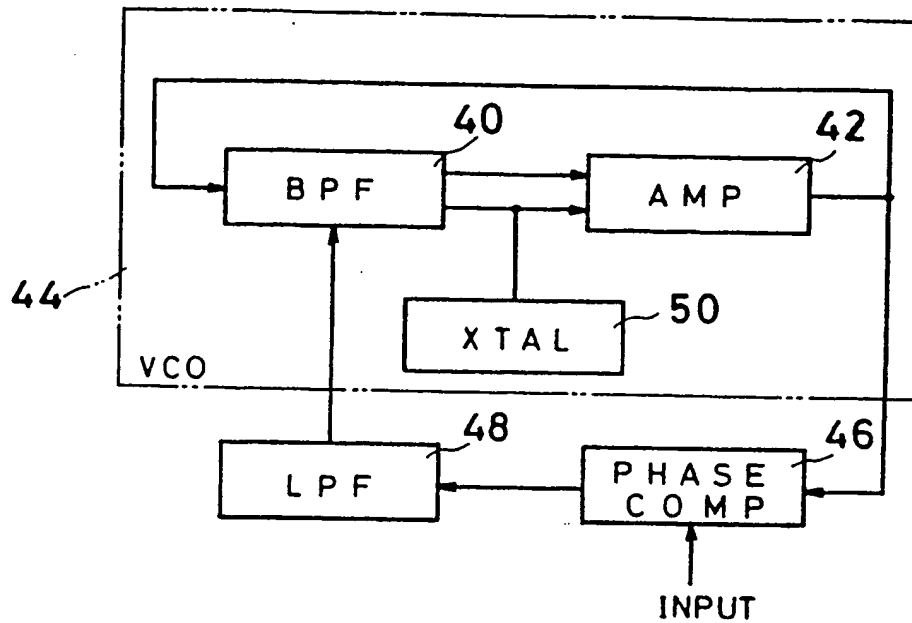 40
42
BPF
AMP
44
50
XTAL
VCO
48
46
LPF
PHASE
COMP
INPUT